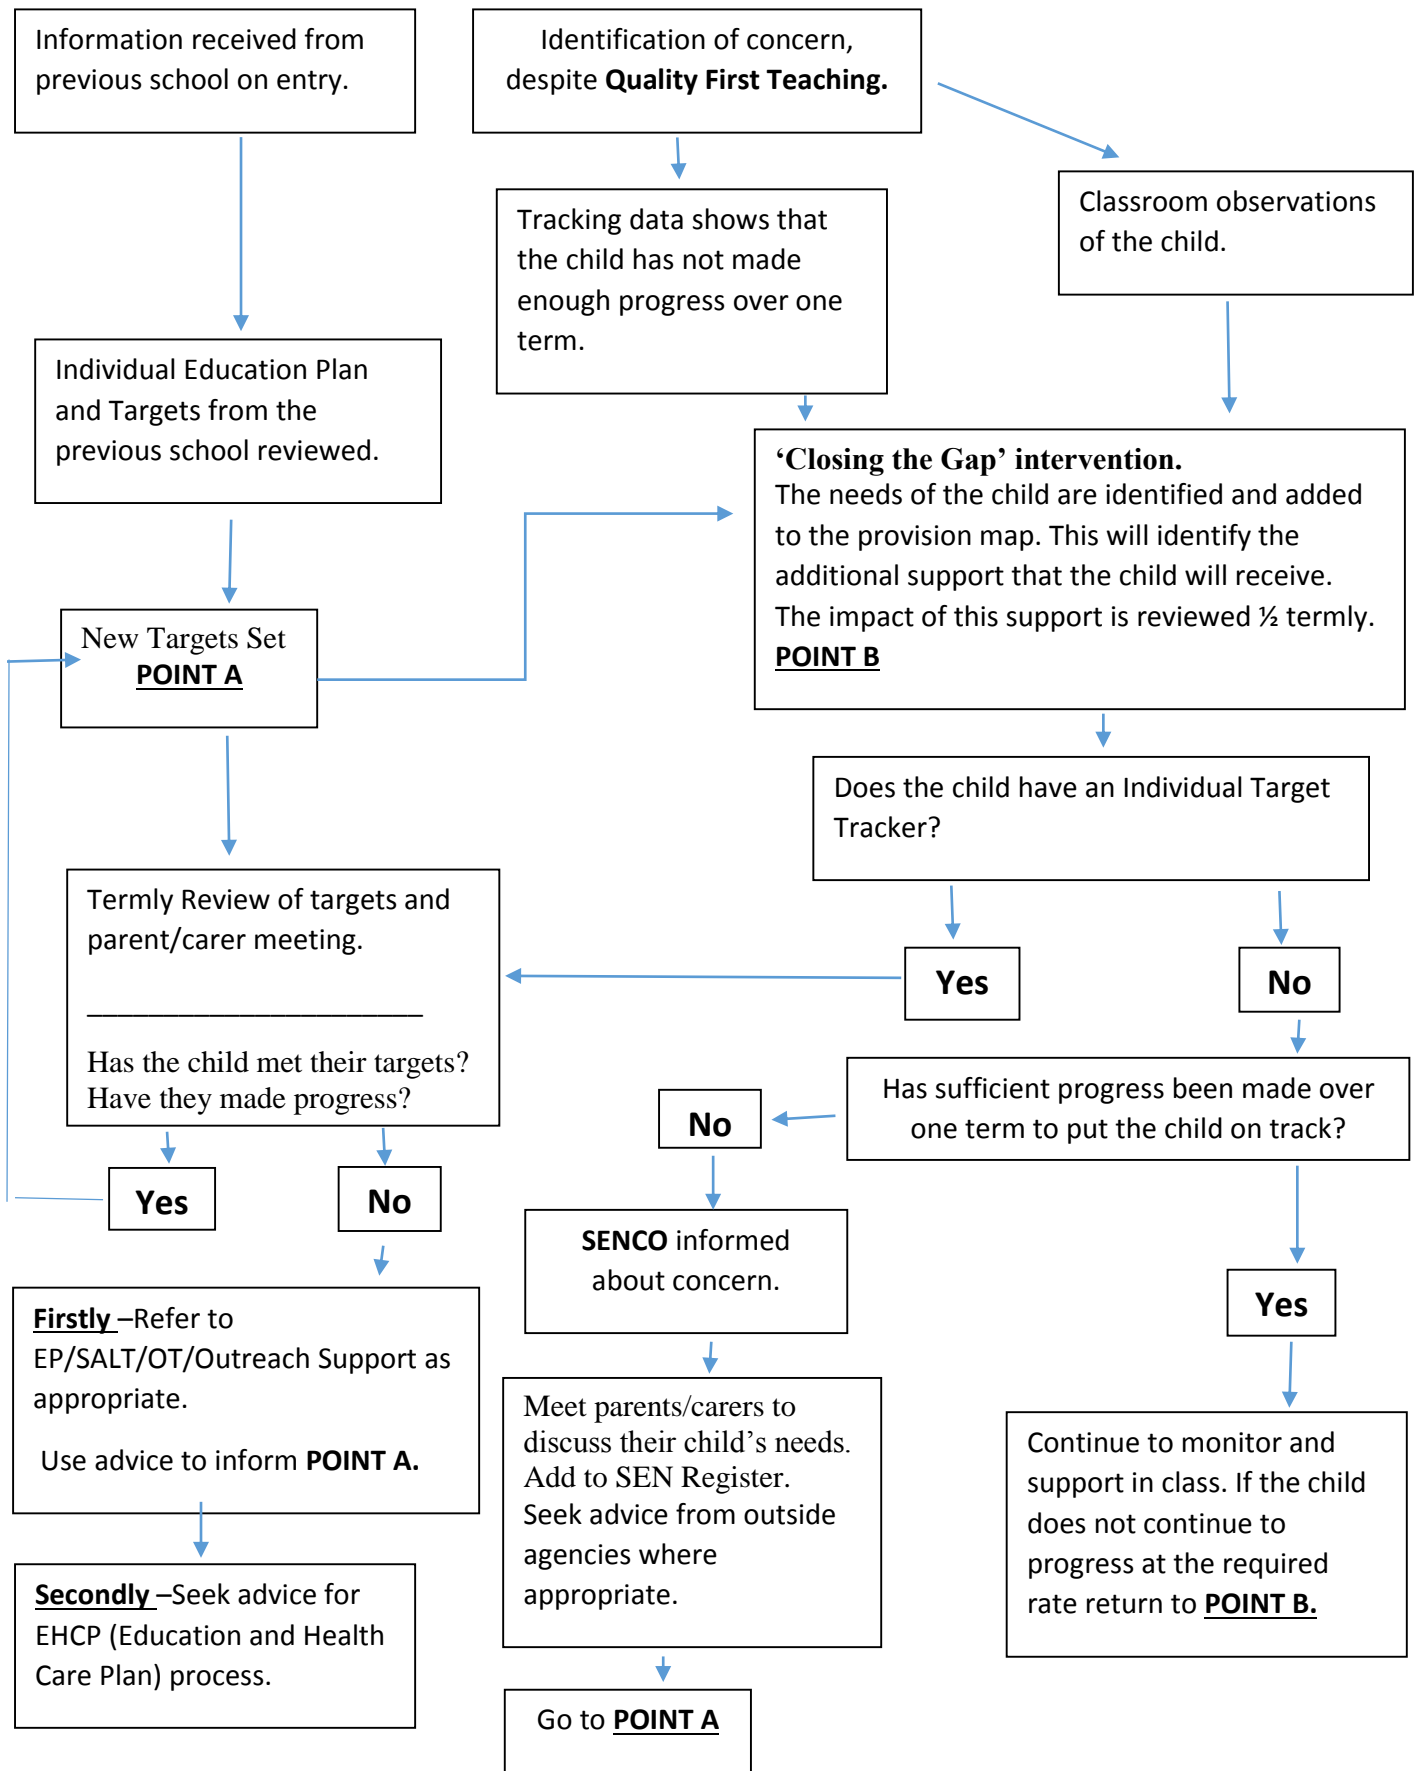 Information received from
previous school on entry.
Identification of concern,
despite Quality First Teaching.
Classroom observations
of the child.
Tracking data shows that
the child has not made
enough progress over one
term.
Individual Education Plan
and Targets from the
previous school reviewed.
‘Closing the Gap’ intervention.
The needs of the child are identified and added
to the provision map. This will identify the
additional support that the child will receive.
The impact of this support is reviewed ½ termly.
POINT B
New Targets Set
POINT A
Does the child have an Individual Target
Tracker?
Termly Review of targets and
parent/carer meeting.
______________________
Has the child met their targets?
Have they made progress?
Yes
No
Has sufficient progress been made over
one term to put the child on track?
No
Yes
No
SENCO informed
about concern.
Yes
Firstly –Refer to
EP/SALT/OT/Outreach Support as
appropriate.
Use advice to inform POINT A.
Meet parents/carers to
discuss their child’s needs.
Add to SEN Register.
Seek advice from outside
agencies where
appropriate.
Continue to monitor and
support in class. If the child
does not continue to
progress at the required
rate return to POINT B.
Secondly –Seek advice for
EHCP (Education and Health
Care Plan) process.
Go to POINT A